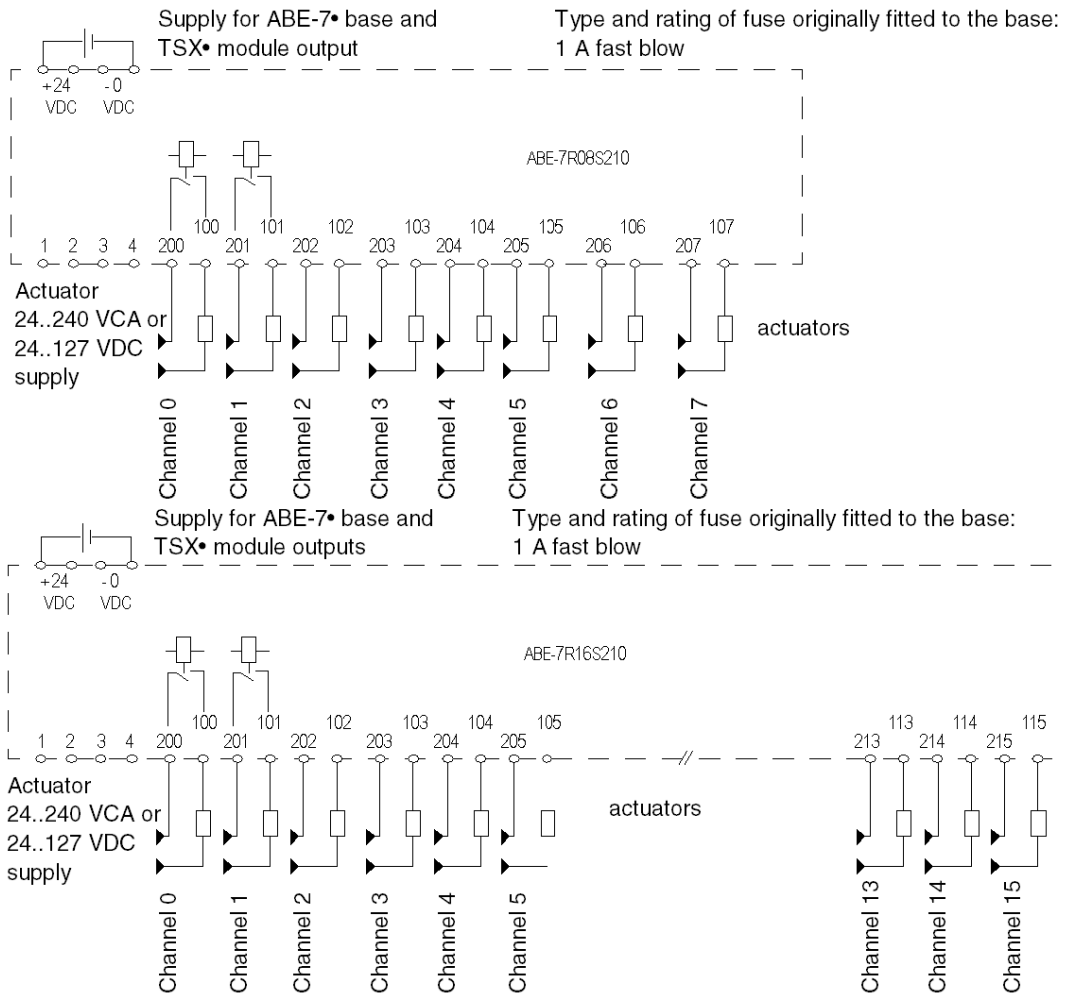 Supply for ABE-7• base and
TSX• module output
Type and rating of fuse originally fitted to the base:
1 A fast blow
+24 -0
VDC VDC
ABE-7R08S210
100 101 102 103 104 105 106 107
1 2 3 4 200 201 202 203 204 205 206 207
Actuator
24..240 VCA or
24..127 VDC
supply
actuators
Channel 0
Channel 1
Channel 2
Channel 3
Channel 4
Channel 5
Channel 6
Channel 7
Supply for ABE-7• base and
TSX• module outputs
Type and rating of fuse originally fitted to the base:
1 A fast blow
+24 -0
VDC VDC
ABE-7R16S210
100 101 102 103 104 105 113 114 115
1 2 3 4 200 201 202 203 204 205 213 214 215
Actuator
24..240 VCA or
24..127 VDC
supply
actuators
Channel 0
Channel 1
Channel 2
Channel 3
Channel 4
Channel 5
Channel 13
Channel 14
Channel 15